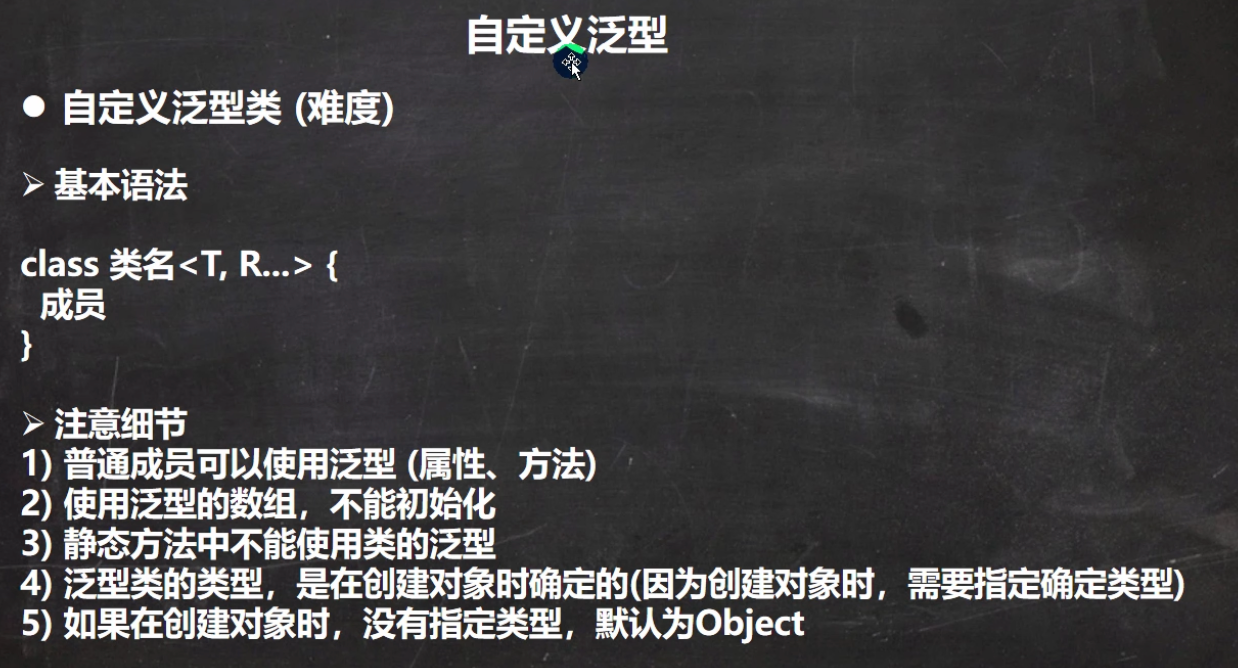 自定义泛型
● 自定义泛型类 (难度)
➢ 基本语法
class 类名<T, R...> {
成员
}
➢ 注意细节
1) 普通成员可以使用泛型 (属性、方法)
2) 使用泛型的数组，不能初始化
3) 静态方法中不能使用类的泛型
4) 泛型类的类型，是在创建对象时确定的(因为创建对象时，需要指定确定类型)
5) 如果在创建对象时，没有指定类型，默认为Object